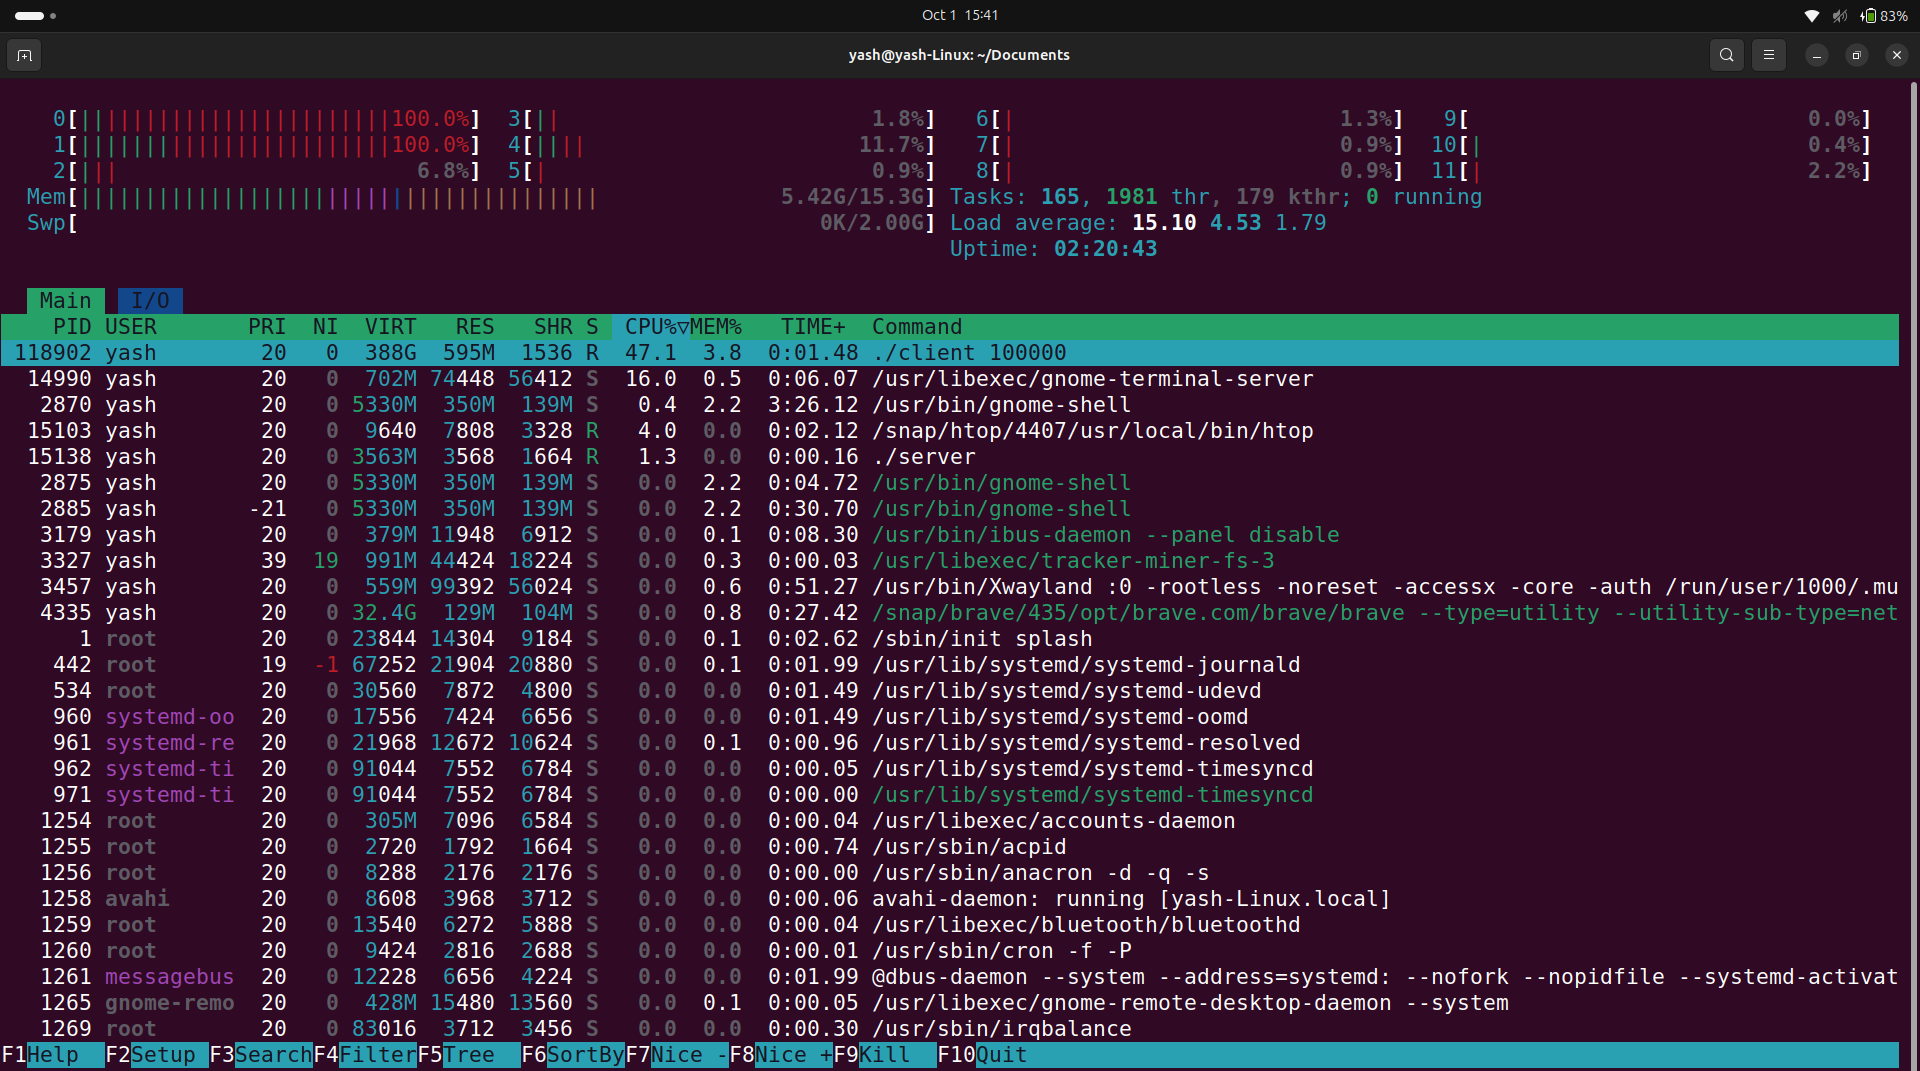 Oct 1 15:41
83%
yash@yash-Linux: ~/Documents
0[||||||||||||||||||||||||100.0%] 3[|| 1.8%] 6[| 1.3%] 9[ 0.0%]
1[||||||||||||||||||||||||100.0%] 4[|||| 11.7%] 7[| 0.9%] 10[| 0.4%]
2[||| 6.8%] 5[| 0.9%] 8[| 0.9%] 11[| 2.2%]
Mem[|||||||||||||||||||||||||||||||||||||||| 5.42G/15.3G] Tasks: 165, 1981 thr, 179 kthr; 0 running
Swp[ 0K/2.00G] Load average: 15.10 4.53 1.79
Uptime: 02:20:43
Main I/O
PID USER PRI NI VIRT RES SHR S CPU%▽MEM% TIME+ Command
118902 yash 20 0 388G 595M 1536 R 47.1 3.8 0:01.48 ./client 100000
14990 yash 20 0 702M 74448 56412 S 16.0 0.5 0:06.07 /usr/libexec/gnome-terminal-server
2870 yash 20 0 5330M 350M 139M S 0.4 2.2 3:26.12 /usr/bin/gnome-shell
15103 yash 20 0 9640 7808 3328 R 4.0 0.0 0:02.12 /snap/htop/4407/usr/local/bin/htop
15138 yash 20 0 3563M 3568 1664 R 1.3 0.0 0:00.16 ./server
2875 yash 20 0 5330M 350M 139M S 0.0 2.2 0:04.72 /usr/bin/gnome-shell
2885 yash -21 0 5330M 350M 139M S 0.0 2.2 0:30.70 /usr/bin/gnome-shell
3179 yash 20 0 379M 11948 6912 S 0.0 0.1 0:08.30 /usr/bin/ibus-daemon --panel disable
3327 yash 39 19 991M 44424 18224 S 0.0 0.3 0:00.03 /usr/libexec/tracker-miner-fs-3
3457 yash 20 0 559M 99392 56024 S 0.0 0.6 0:51.27 /usr/bin/Xwayland :0 -rootless -noreset -accessx -core -auth /run/user/1000/.mu
4335 yash 20 0 32.4G 129M 104M S 0.0 0.8 0:27.42 /snap/brave/435/opt/brave.com/brave/brave --type=utility --utility-sub-type=net
1 root 20 0 23844 14304 9184 S 0.0 0.1 0:02.62 /sbin/init splash
442 root 19 -1 67252 21904 20880 S 0.0 0.1 0:01.99 /usr/lib/systemd/systemd-journald
534 root 20 0 30560 7872 4800 S 0.0 0.0 0:01.49 /usr/lib/systemd/systemd-udevd
960 systemd-oo 20 0 17556 7424 6656 S 0.0 0.0 0:01.49 /usr/lib/systemd/systemd-oomd
961 systemd-re 20 0 21968 12672 10624 S 0.0 0.1 0:00.96 /usr/lib/systemd/systemd-resolved
962 systemd-ti 20 0 91044 7552 6784 S 0.0 0.0 0:00.05 /usr/lib/systemd/systemd-timesyncd
971 systemd-ti 20 0 91044 7552 6784 S 0.0 0.0 0:00.00 /usr/lib/systemd/systemd-timesyncd
1254 root 20 0 305M 7096 6584 S 0.0 0.0 0:00.04 /usr/libexec/accounts-daemon
1255 root 20 0 2720 1792 1664 S 0.0 0.0 0:00.74 /usr/sbin/acpid
1256 root 20 0 8288 2176 2176 S 0.0 0.0 0:00.00 /usr/sbin/anacron -d -q -s
1258 avahi 20 0 8608 3968 3712 S 0.0 0.0 0:00.06 avahi-daemon: running [yash-Linux.local]
1259 root 20 0 13540 6272 5888 S 0.0 0.0 0:00.04 /usr/libexec/bluetooth/bluetoothd
1260 root 20 0 9424 2816 2688 S 0.0 0.0 0:00.01 /usr/sbin/cron -f -P
1261 messagebus 20 0 12228 6656 4224 S 0.0 0.0 0:01.99 @dbus-daemon --system --address=systemd: --nofork --nopidfile --systemd-activat
1265 gnome-remo 20 0 428M 15480 13560 S 0.0 0.1 0:00.05 /usr/libexec/gnome-remote-desktop-daemon --system
1269 root 20 0 83016 3712 3456 S 0.0 0.0 0:00.30 /usr/sbin/irqbalance
F1Help F2Setup F3SearchF4FilterF5Tree F6SortByF7Nice -F8Nice +F9Kill F10Quit